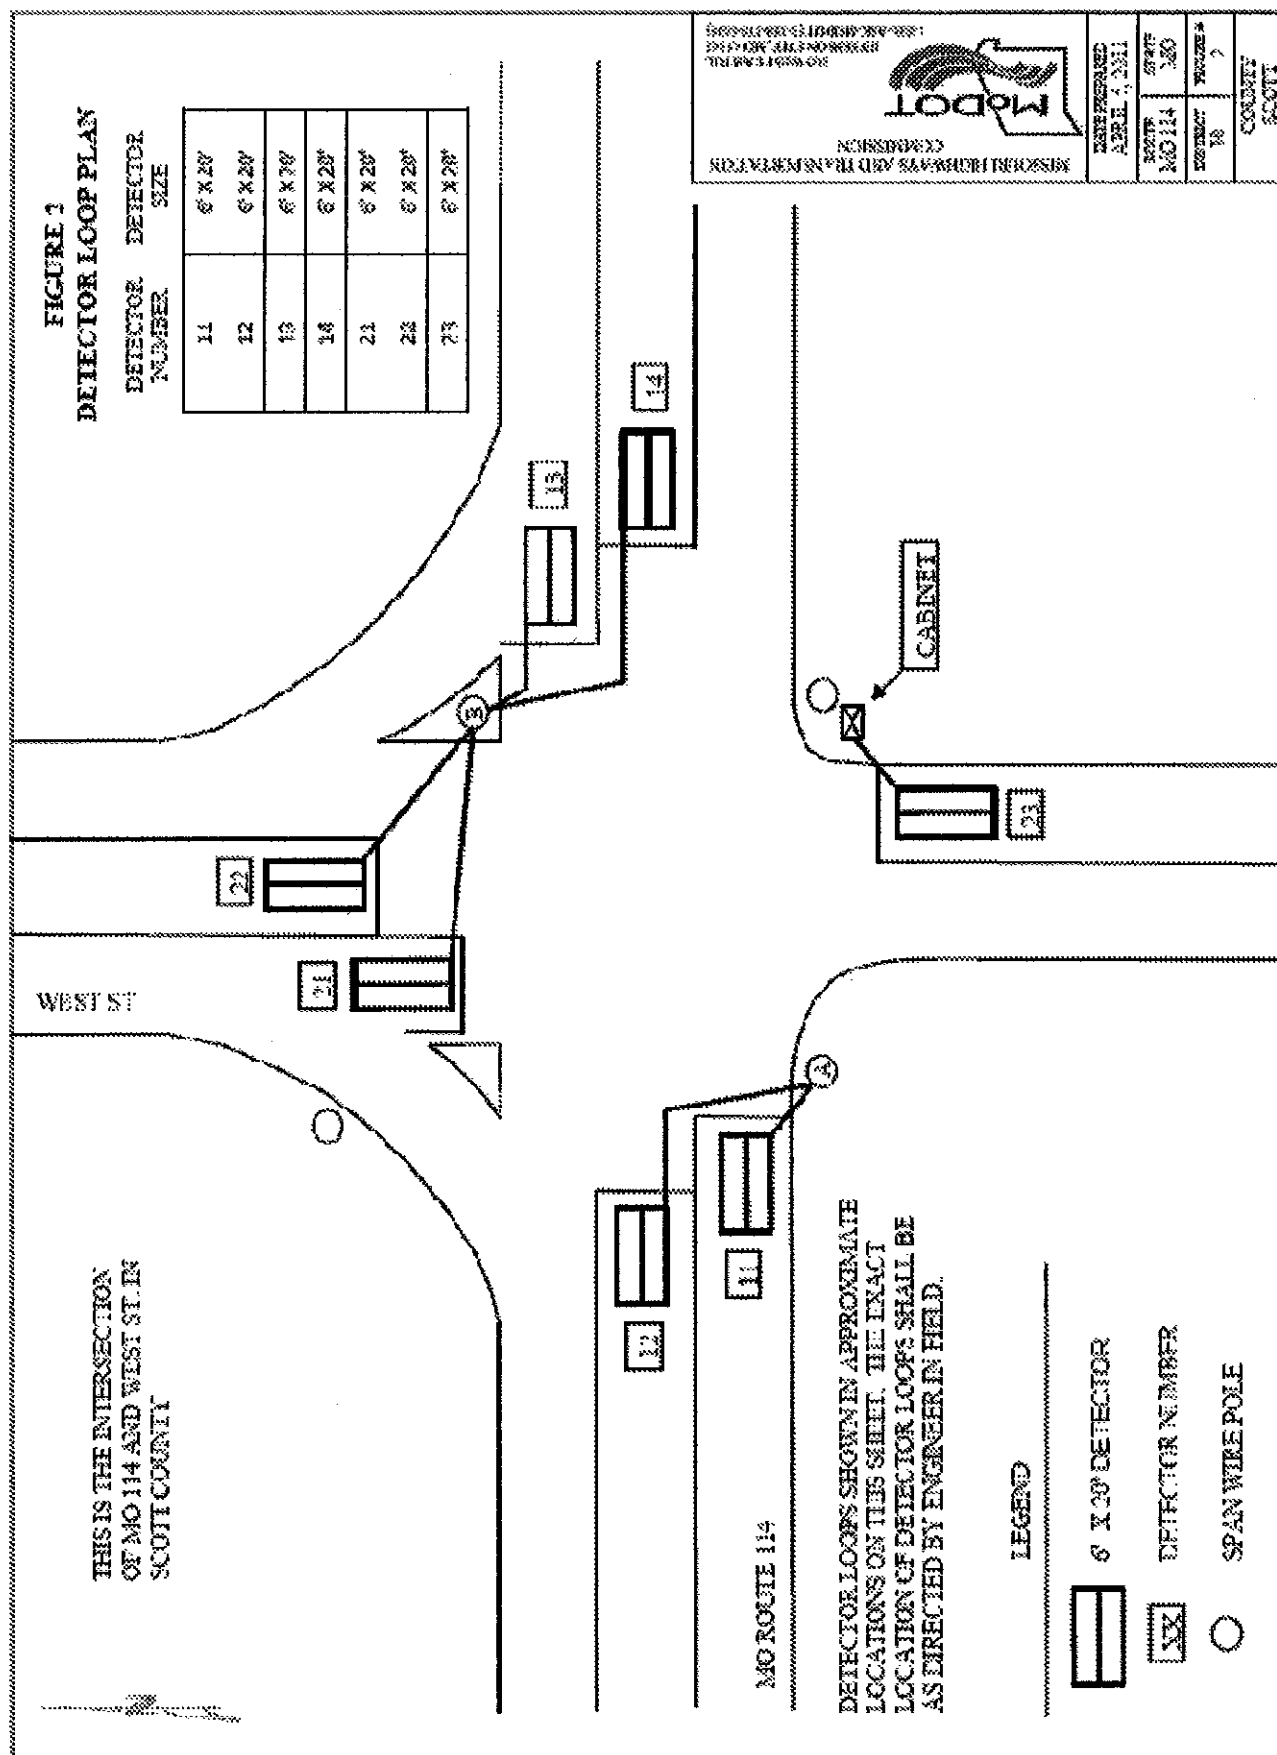 FIGURE 2
DETECTOR LOOP PLAN
DETECTOR DETECTOR
NUMBER SIZE
11 6' X 20'
12 6' X 20'
13 6' X 20'
14 6' X 20'
21 6' X 20'
22 6' X 20'
23 6' X 20'
THIS IS THE INTERSECTION
OF MO 114 AND WEST ST. IN
SCOTT COUNTY
WEST ST
22
21
B
13
14
12
11
A
23
CABINET
MO ROUTE 114
DETECTOR LOOPS SHOWN IN APPROXIMATE
LOCATIONS ON THIS SHEET. THE EXACT
LOCATION OF DETECTOR LOOPS SHALL BE
AS DIRECTED BY ENGINEER IN FIELD.
LEGEND
6' X 20' DETECTOR
XX DETECTOR NUMBER
SPAN WIRE POLE
MISSOURI HIGHWAYS AND TRANSPORTATION
COMMISSION
MoDOT
DATE PREPARED
APRIL 4, 2011
ROUTE STATE
MO 114 MO
DISTRICT FIGURE #
10 2
COUNTY
SCOTT